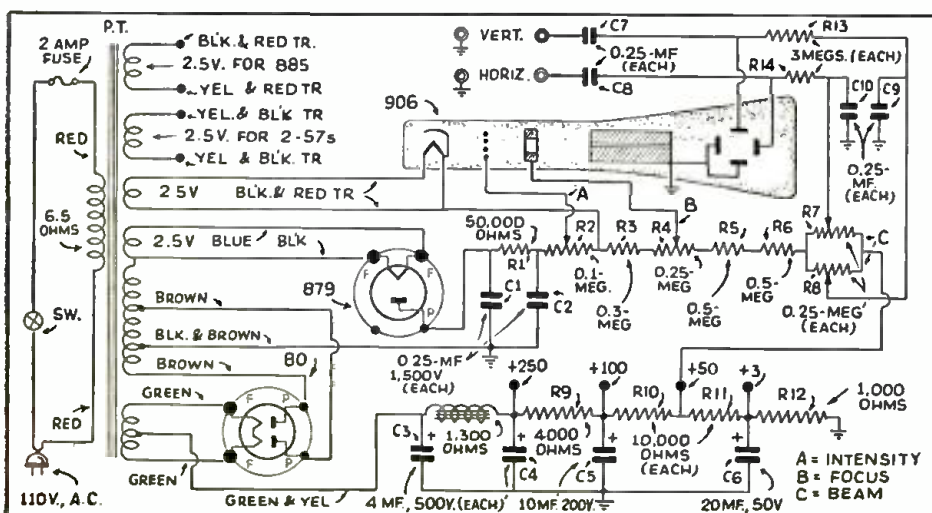 P.T.
2 AMP
FUSE
RED
6.5
OHMS
SW.
RED
110V., A.C.
BLK. & RED TR.
2.5V. FOR 885
YEL & RED TR
YEL. & BLK TR
2.5V. FOR 2-57s
YEL & BLK. TR
2.5V BLK. & RED TR
2.5V BLUE BLK
BROWN
BLK. & BROWN
BROWN
GREEN
GREEN
GREEN & YEL
879
F F
P
80
F P
F P
906
VERT.
HORIZ.
C7
0.25-MF
(EACH)
C8
R13
3MEGS.(EACH)
R14
C10
C9
0.25-
MF.
(EACH)
A
B
C
50,000
OHMS
R1
R2
0.1-
MEG.
R3
0.3-
MEG
R4
0.25-
MEG
R5
0.5-
MEG
R6
0.5-
MEG
R7
R8
0.25-MEG
(EACH)
C1
C2
0.25-MF
1,500V
(EACH)
+250
+100
+50
+3
C3
+
1,300
OHMS
C4
+
R9
4000
OHMS
C5
+
R10
10,000
OHMS
(EACH)
R11
C6
+
R12
1,000
OHMS
4 MF., 500V. (EACH)
10 MF. 200V.
20 MF., 50V
A = INTENSITY
B = FOCUS
C = BEAM